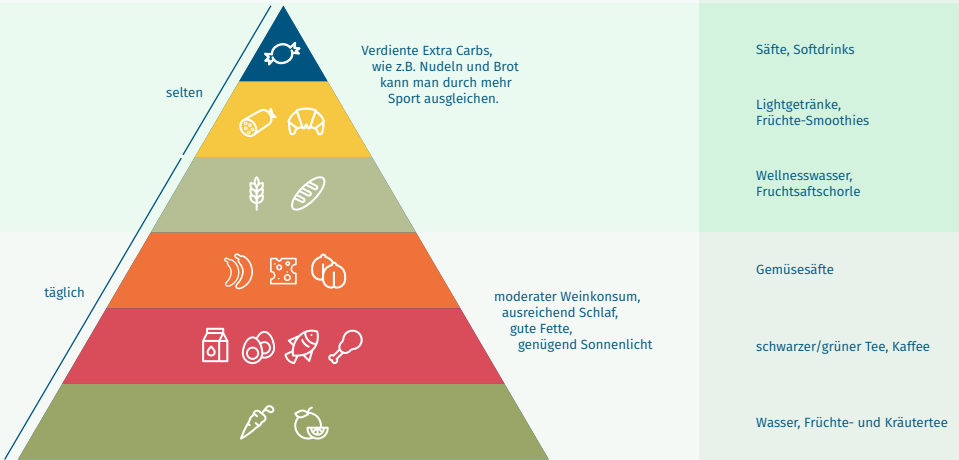 Verdiente Extra Carbs,
wie z.B. Nudeln und Brot
kann man durch mehr
Sport ausgleichen.
selten
täglich
moderater Weinkonsum,
ausreichend Schlaf,
gute Fette,
genügend Sonnenlicht
Säfte, Softdrinks
Lightgetränke,
Früchte-Smoothies
Wellnesswasser,
Fruchtsaftschorle
Gemüsesäfte
schwarzer/grüner Tee, Kaffee
Wasser, Früchte- und Kräutertee